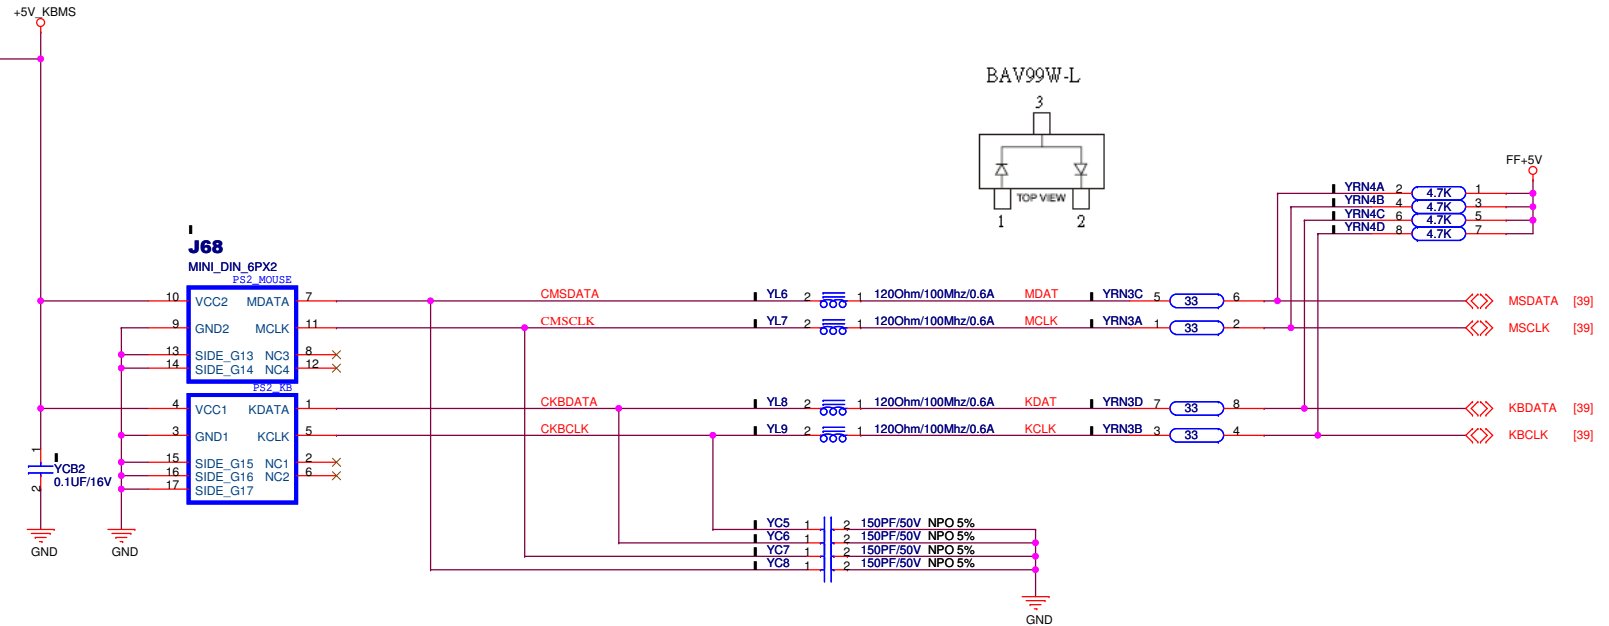 +5V_KBMS
BAV99W-L
3
TOP VIEW
1 2
FF+5V
YRN4A 2 4.7K 1
YRN4B 4 4.7K 3
YRN4C 6 4.7K 5
YRN4D 8 4.7K 7
J68
MINI_DIN_6PX2
PS2_MOUSE
10 VCC2 MDATA 7 CMSDATA YL6 2 1 120Ohm/100Mhz/0.6A MDAT YRN3C 5 33 6 MSDATA [39]
9 GND2 MCLK 11 CMSCLK YL7 2 1 120Ohm/100Mhz/0.6A MCLK YRN3A 1 33 2 MSCLK [39]
13 SIDE_G13 NC3 8
14 SIDE_G14 NC4 12
PS2_KB
4 VCC1 KDATA 1 CKBDATA YL8 2 1 120Ohm/100Mhz/0.6A KDAT YRN3D 7 33 8 KBDATA [39]
3 GND1 KCLK 5 CKBCLK YL9 2 1 120Ohm/100Mhz/0.6A KCLK YRN3B 3 33 4 KBCLK [39]
15 SIDE_G15 NC1 2
16 SIDE_G16 NC2 6
17 SIDE_G17
1
YCB2
0.1UF/16V
2
GND
GND
YC5 1 2 150PF/50V NPO 5%
YC6 1 2 150PF/50V NPO 5%
YC7 1 2 150PF/50V NPO 5%
YC8 1 2 150PF/50V NPO 5%
GND